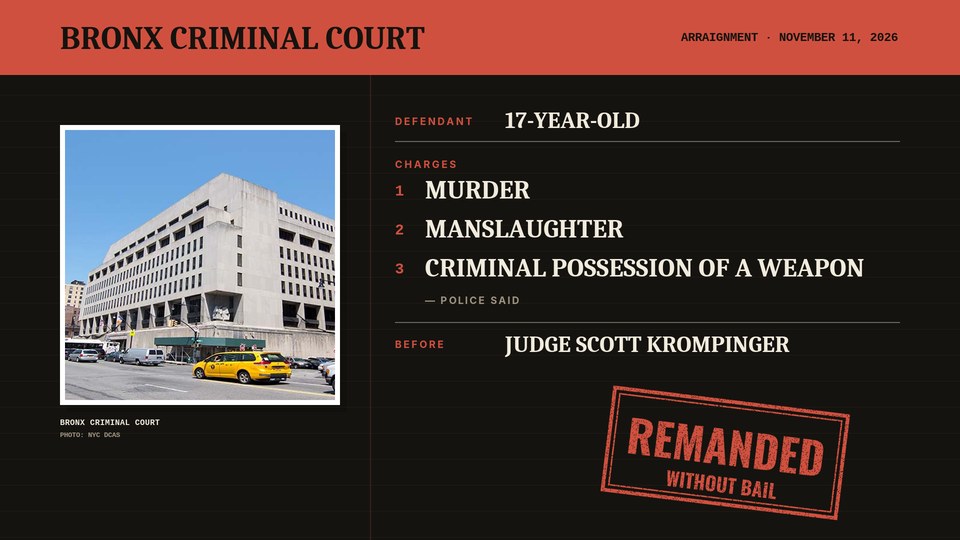 BRONX CRIMINAL COURT
ARRAIGNMENT · NOVEMBER 11, 2026
DEFENDANT 17-YEAR-OLD
CHARGES
1 MURDER
2 MANSLAUGHTER
3 CRIMINAL POSSESSION OF A WEAPON
— POLICE SAID
BEFORE JUDGE SCOTT KROMPINGER
BRONX CRIMINAL COURT
PHOTO: NYC DCAS
REMANDED
WITHOUT BAIL